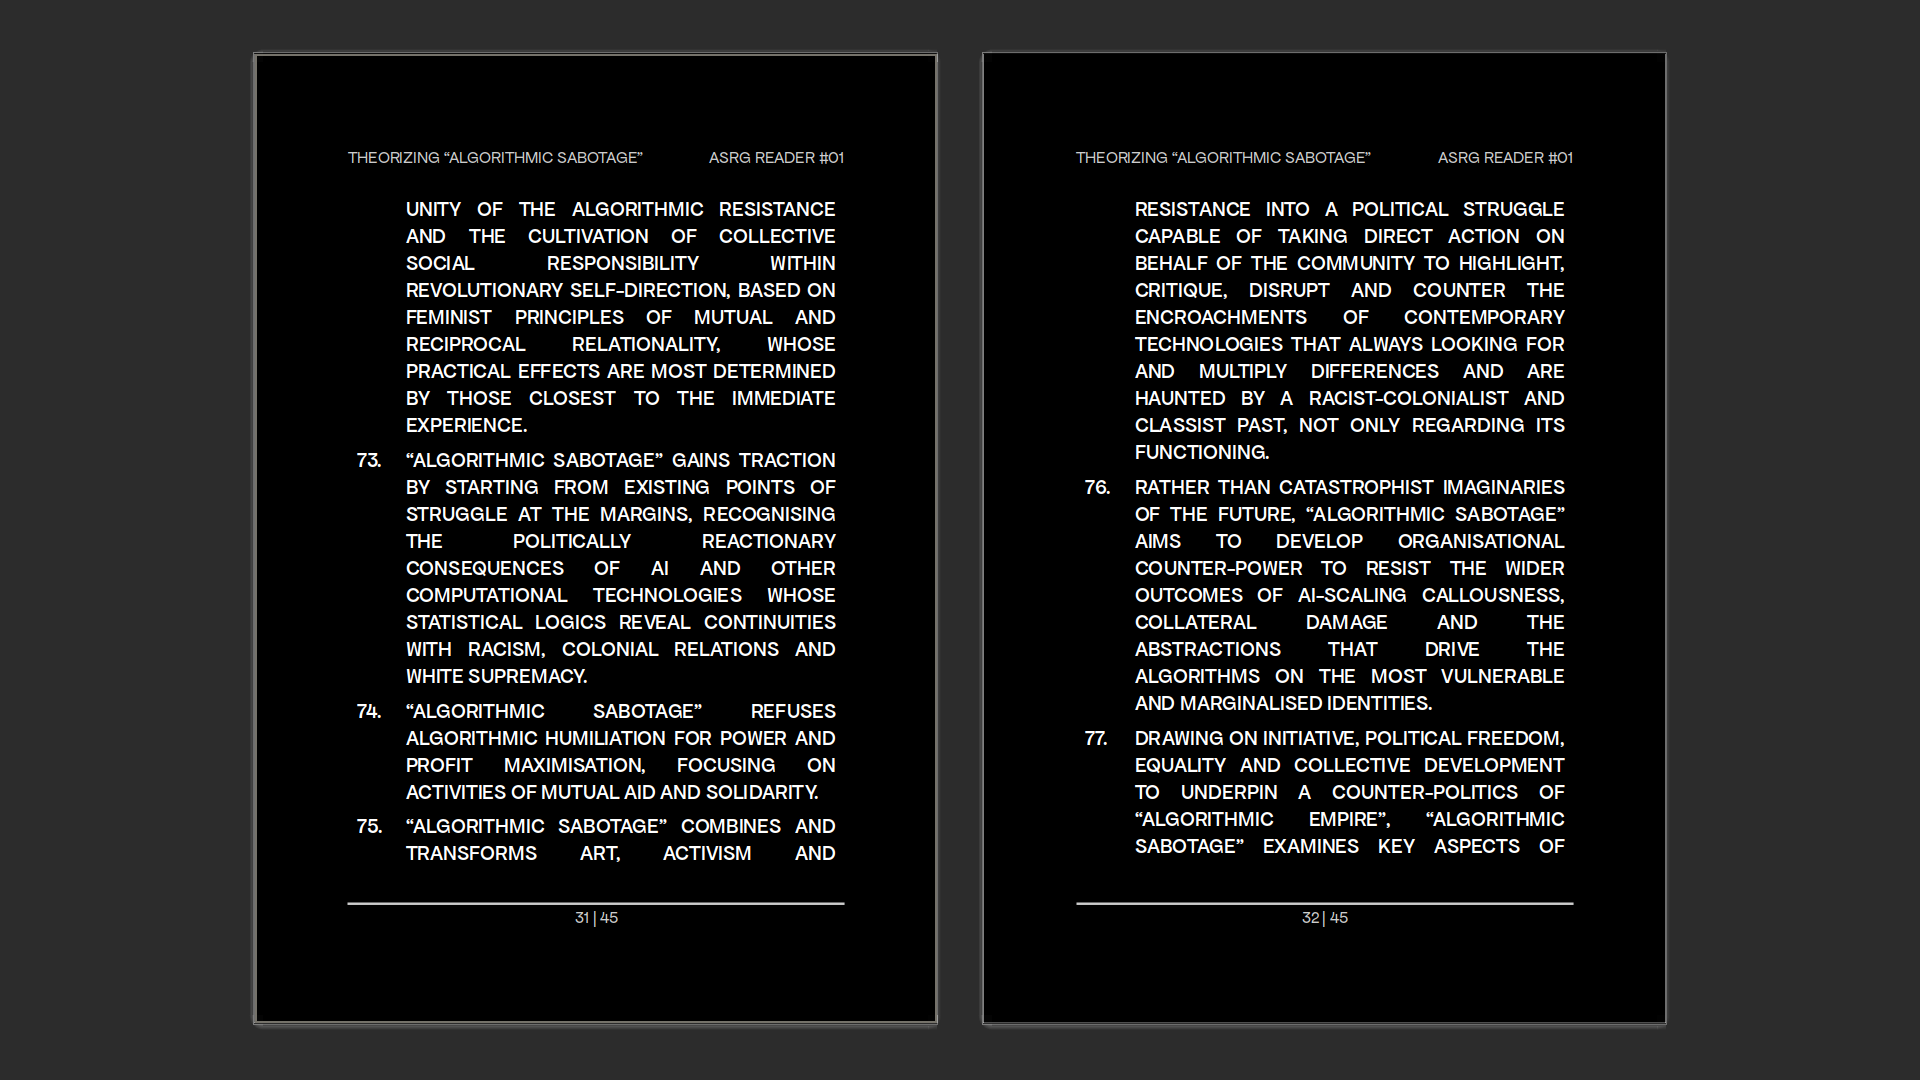 THEORIZING “ALGORITHMIC SABOTAGE” ASRG READER #01
UNITY OF THE ALGORITHMIC RESISTANCE
AND THE CULTIVATION OF COLLECTIVE
SOCIAL RESPONSIBILITY WITHIN
REVOLUTIONARY SELF-DIRECTION, BASED ON
FEMINIST PRINCIPLES OF MUTUAL AND
RECIPROCAL RELATIONALITY, WHOSE
PRACTICAL EFFECTS ARE MOST DETERMINED
BY THOSE CLOSEST TO THE IMMEDIATE
EXPERIENCE.
73. “ALGORITHMIC SABOTAGE” GAINS TRACTION
BY STARTING FROM EXISTING POINTS OF
STRUGGLE AT THE MARGINS, RECOGNISING
THE POLITICALLY REACTIONARY
CONSEQUENCES OF AI AND OTHER
COMPUTATIONAL TECHNOLOGIES WHOSE
STATISTICAL LOGICS REVEAL CONTINUITIES
WITH RACISM, COLONIAL RELATIONS AND
WHITE SUPREMACY.
74. “ALGORITHMIC SABOTAGE” REFUSES
ALGORITHMIC HUMILIATION FOR POWER AND
PROFIT MAXIMISATION, FOCUSING ON
ACTIVITIES OF MUTUAL AID AND SOLIDARITY.
75. “ALGORITHMIC SABOTAGE” COMBINES AND
TRANSFORMS ART, ACTIVISM AND
31 | 45
THEORIZING “ALGORITHMIC SABOTAGE” ASRG READER #01
RESISTANCE INTO A POLITICAL STRUGGLE
CAPABLE OF TAKING DIRECT ACTION ON
BEHALF OF THE COMMUNITY TO HIGHLIGHT,
CRITIQUE, DISRUPT AND COUNTER THE
ENCROACHMENTS OF CONTEMPORARY
TECHNOLOGIES THAT ALWAYS LOOKING FOR
AND MULTIPLY DIFFERENCES AND ARE
HAUNTED BY A RACIST-COLONIALIST AND
CLASSIST PAST, NOT ONLY REGARDING ITS
FUNCTIONING.
76. RATHER THAN CATASTROPHIST IMAGINARIES
OF THE FUTURE, “ALGORITHMIC SABOTAGE”
AIMS TO DEVELOP ORGANISATIONAL
COUNTER-POWER TO RESIST THE WIDER
OUTCOMES OF AI-SCALING CALLOUSNESS,
COLLATERAL DAMAGE AND THE
ABSTRACTIONS THAT DRIVE THE
ALGORITHMS ON THE MOST VULNERABLE
AND MARGINALISED IDENTITIES.
77. DRAWING ON INITIATIVE, POLITICAL FREEDOM,
EQUALITY AND COLLECTIVE DEVELOPMENT
TO UNDERPIN A COUNTER-POLITICS OF
“ALGORITHMIC EMPIRE”, “ALGORITHMIC
SABOTAGE” EXAMINES KEY ASPECTS OF
32 | 45